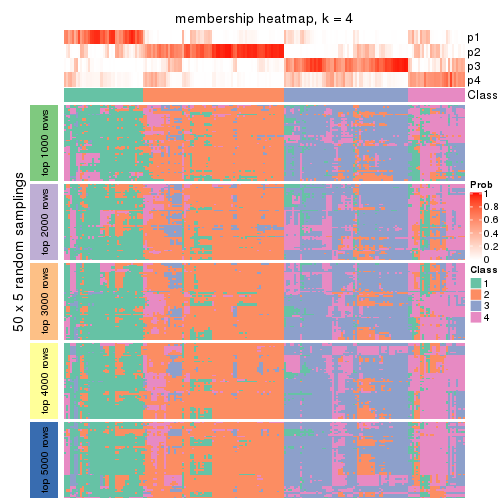 membership heatmap, k = 4
p1
p2
p3
p4
Class
50 x 5 random samplings
top 1000 rows
top 2000 rows
top 3000 rows
top 4000 rows
top 5000 rows
Prob
1
0.8
0.6
0.4
0.2
0
Class
1
2
3
4